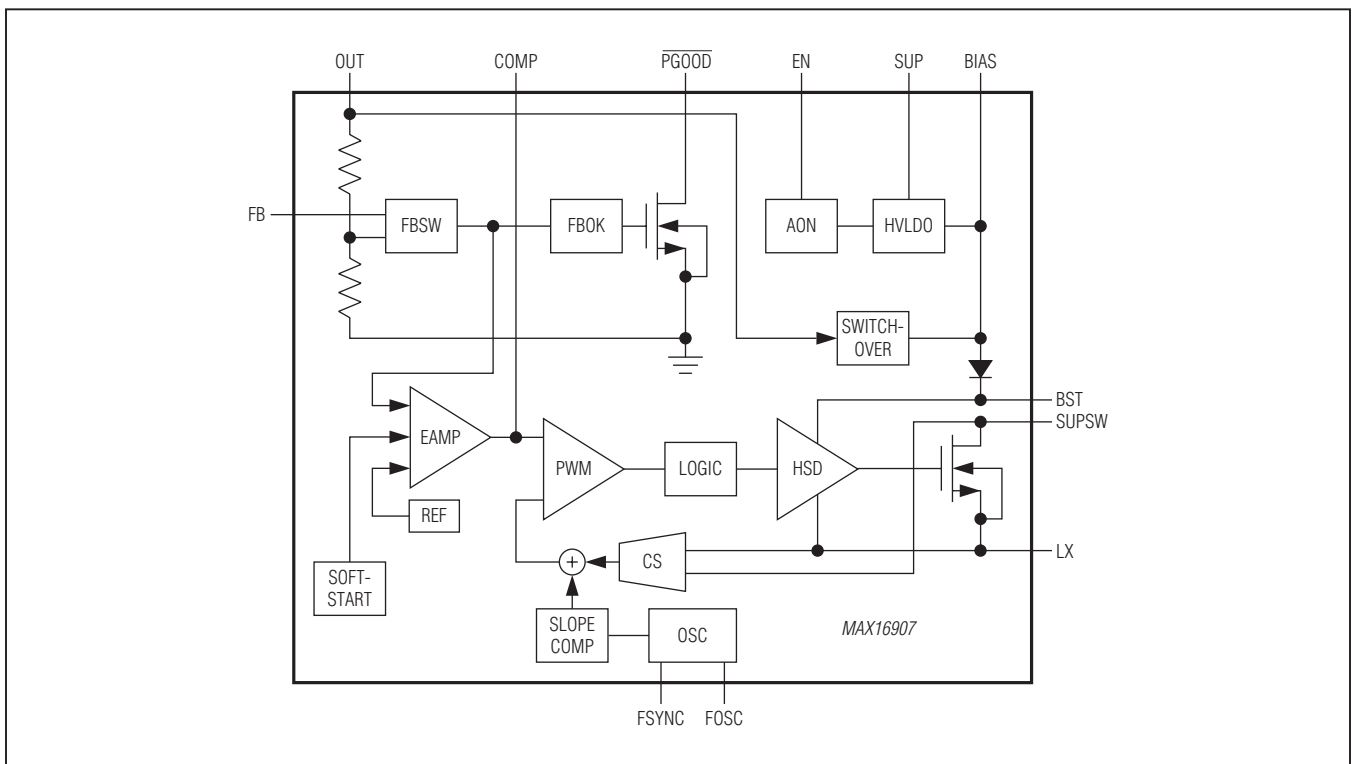 OUT
COMP
PGOOD
EN
SUP
BIAS
FB
FBSW
FBOK
AON
HVLDO
SWITCH-
OVER
BST
SUPSW
EAMP
PWM
LOGIC
HSD
REF
LX
CS
+
SOFT-
START
SLOPE
COMP
OSC
MAX16907
FSYNC
FOSC